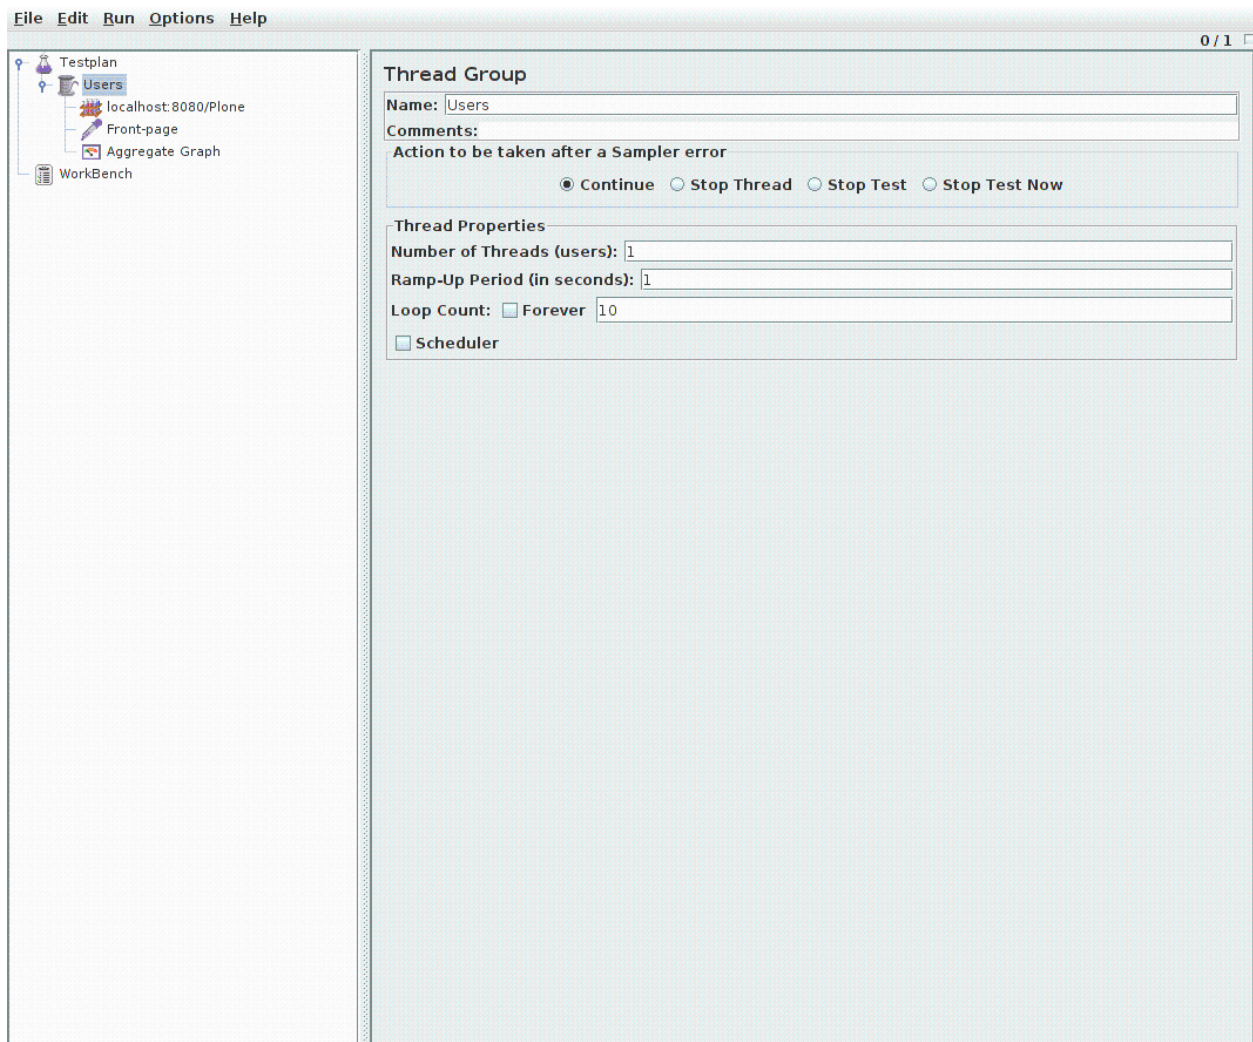 File Edit Run Options Help
0 / 1
Testplan
Users
localhost:8080/Plone
Front-page
Aggregate Graph
WorkBench
Thread Group
Name: Users
Comments:
Action to be taken after a Sampler error
Continue Stop Thread Stop Test Stop Test Now
Thread Properties
Number of Threads (users): 1
Ramp-Up Period (in seconds): 1
Loop Count: Forever 10
Scheduler